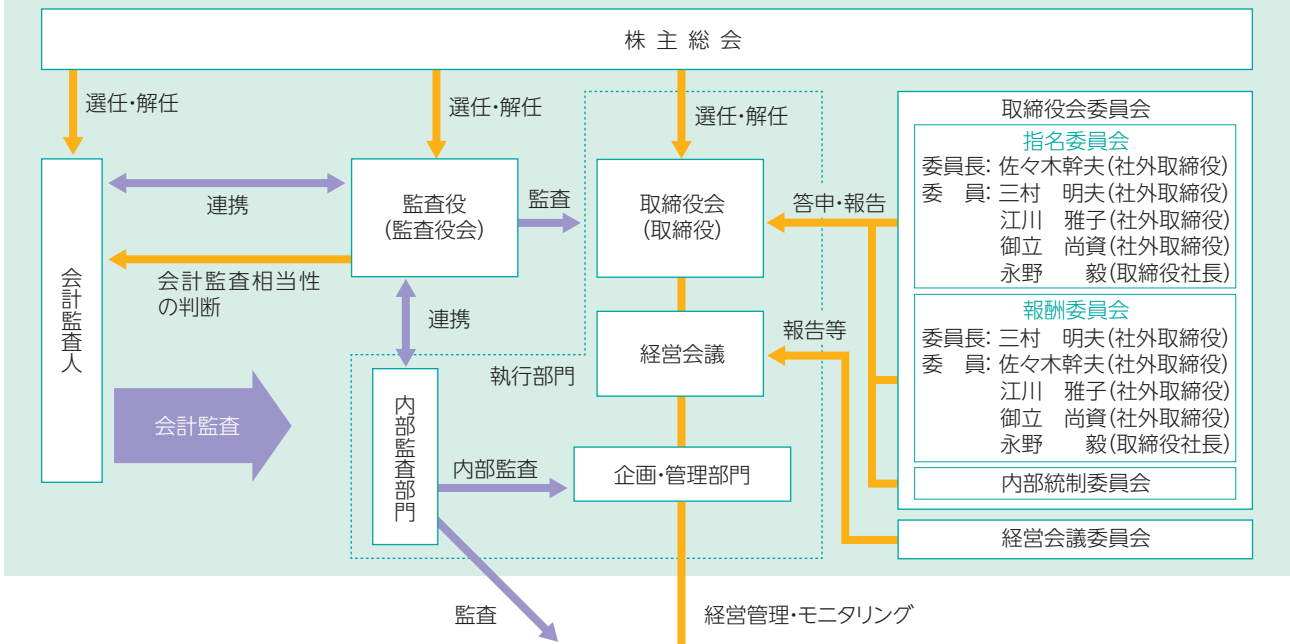 株主総会
選任・解任
選任・解任
選任・解任
会計監査人
連携
監査役
(監査役会)
監査
取締役会
(取締役)
答申・報告
会計監査相当性
の判断
連携
執行部門
経営会議
報告等
会計監査
内部監査部門
内部監査
企画・管理部門
監査
経営管理・モニタリング
取締役会委員会
指名委員会
委員長: 佐々木幹夫(社外取締役)
委　員: 三村　明夫(社外取締役)
江川　雅子(社外取締役)
御立　尚資(社外取締役)
永野　　毅(取締役社長)
報酬委員会
委員長: 三村　明夫(社外取締役)
委　員: 佐々木幹夫(社外取締役)
江川　雅子(社外取締役)
御立　尚資(社外取締役)
永野　　毅(取締役社長)
内部統制委員会
経営会議委員会